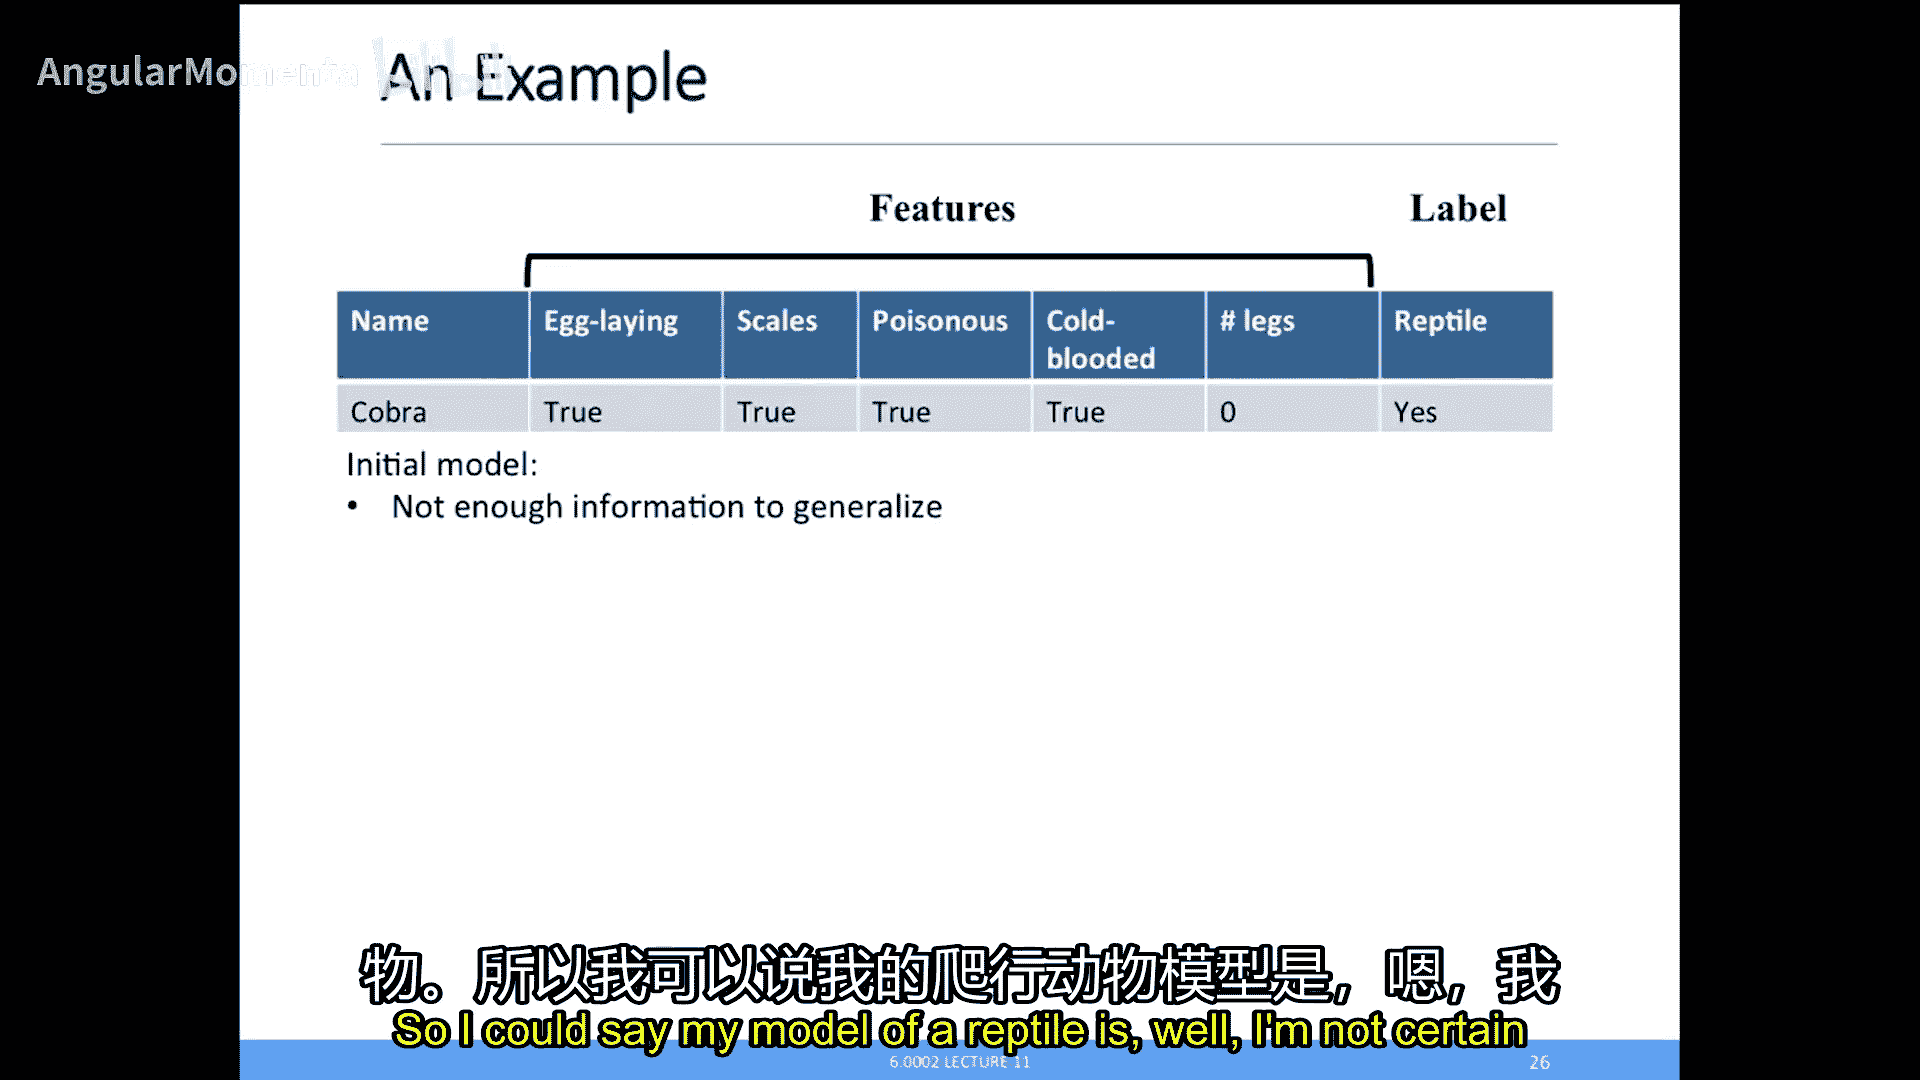 AngularMomenta
An Example
Features Label
Name Egg-laying Scales Poisonous Cold-blooded # legs Reptile
Cobra True True True True 0 Yes
Initial model:
• Not enough information to generalize
物。所以我可以说我的爬行动物模型是，嗯，我
So I could say my model of a reptile is, well, I'm not certain
6.0002 LECTURE 11 26